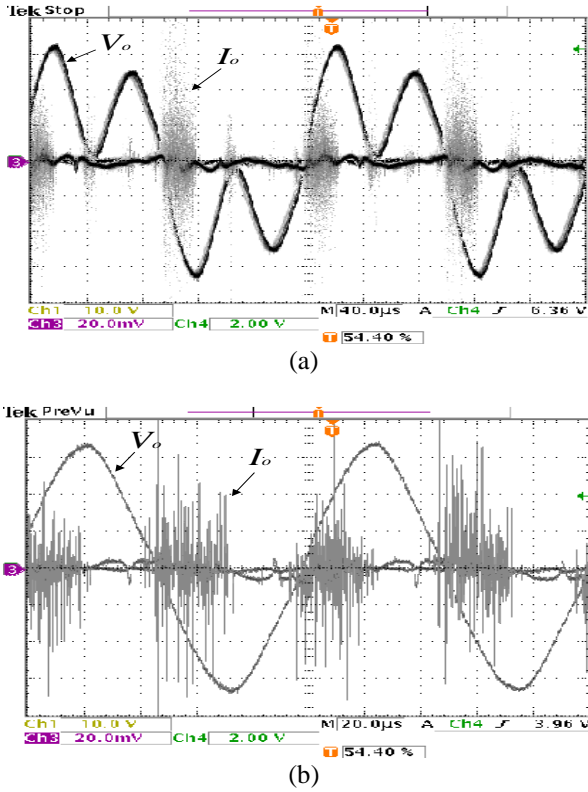 Tek Stop
T
Vo
Io
3
Ch1 10.0 V M 40.0µs A Ch4 ƒ 6.36 V
Ch3 20.0mV Ch4 2.00 V
T 54.40 %
(a)
Tek PreVu
T
Vo
Io
3
Ch1 10.0 V M 20.0µs A Ch4 ƒ 3.96 V
Ch3 20.0mV Ch4 2.00 V
T 54.40 %
(b)